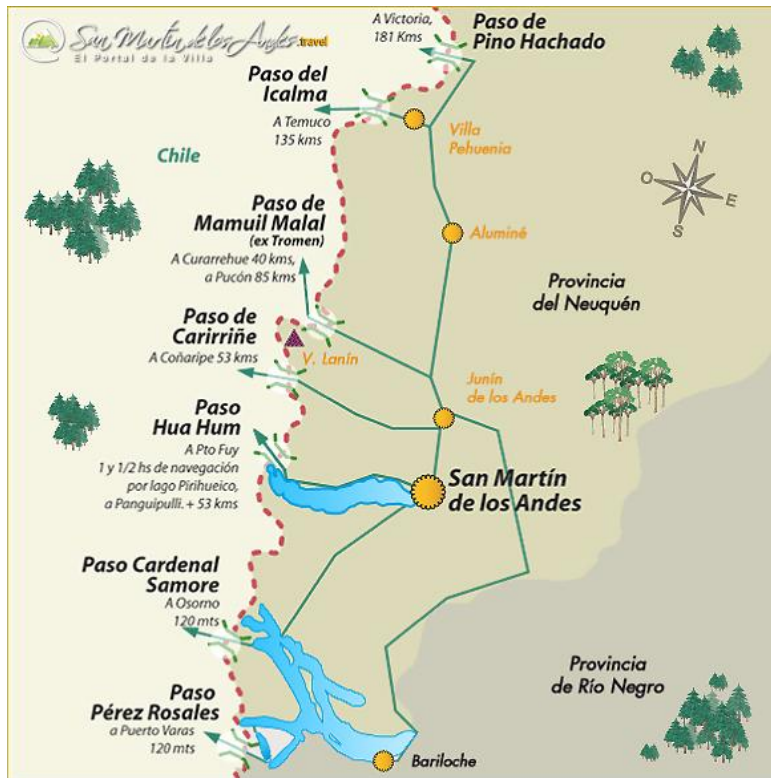 San Martín de los Andes.travel
El Portal de la Villa
A Victoria,
181 Kms
Paso de
Pino Hachado
Paso del
Icalma
A Temuco
135 kms
Villa
Pehuenia
Chile
N
O
E
S
Paso de
Mamuil Malal
(ex Tromen)
A Curarrehue 40 kms,
a Pucón 85 kms
Aluminé
Provincia
del Neuquén
Paso de
Carirriñe
A Coñaripe 53 kms
V. Lanín
Junín
de los Andes
Paso
Hua Hum
A Pto Fuy
1 y 1/2 hs de navegación
por lago Pirihueico,
a Panguipulli. + 53 kms
San Martín
de los Andes
Paso Cardenal
Samore
A Osorno
120 mts
Provincia
de Río Negro
Paso
Pérez Rosales
a Puerto Varas
120 mts
Bariloche